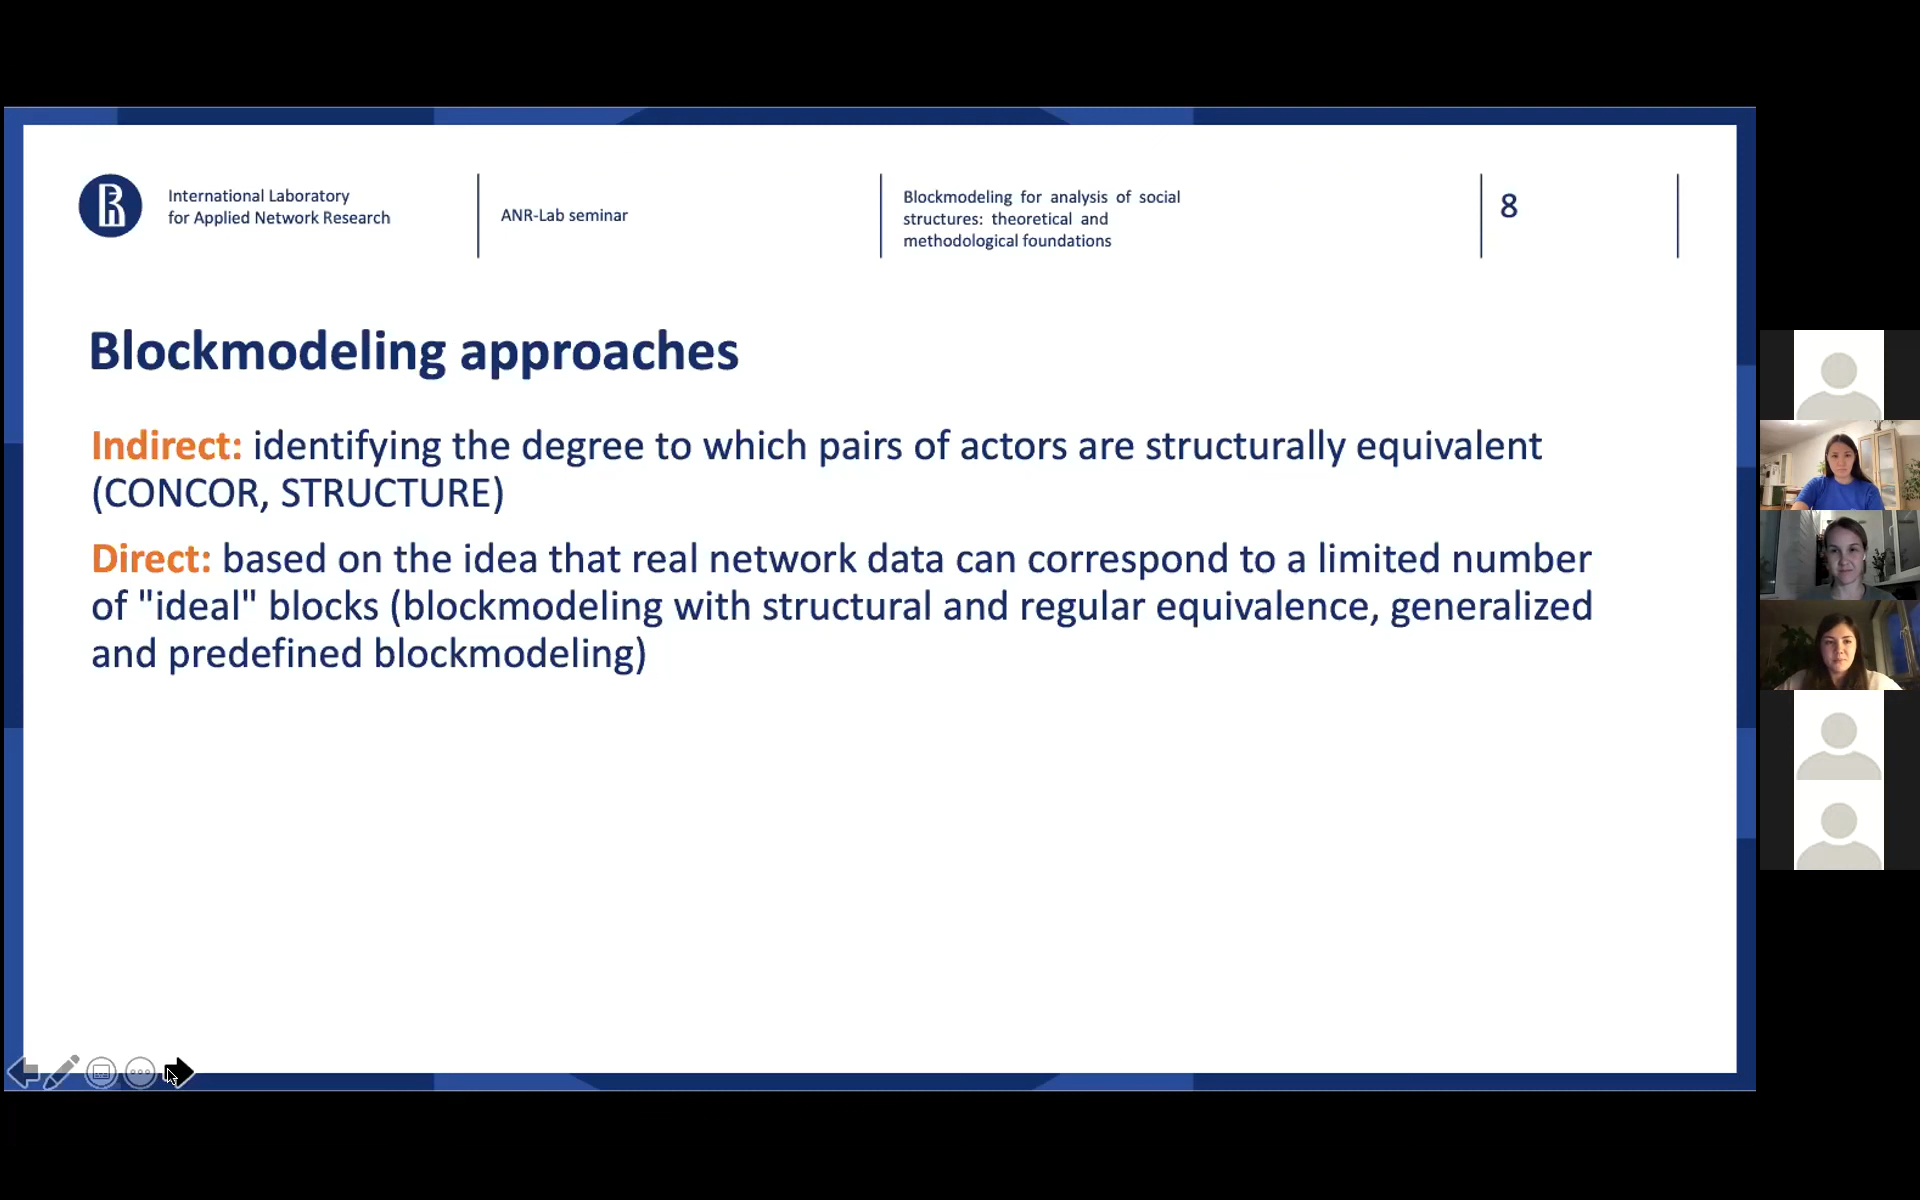 International Laboratory
for Applied Network Research
ANR-Lab seminar
Blockmodeling for analysis of social
structures: theoretical and
methodological foundations
8
Blockmodeling approaches
Indirect: identifying the degree to which pairs of actors are structurally equivalent
(CONCOR, STRUCTURE)
Direct: based on the idea that real network data can correspond to a limited number
of "ideal" blocks (blockmodeling with structural and regular equivalence, generalized
and predefined blockmodeling)